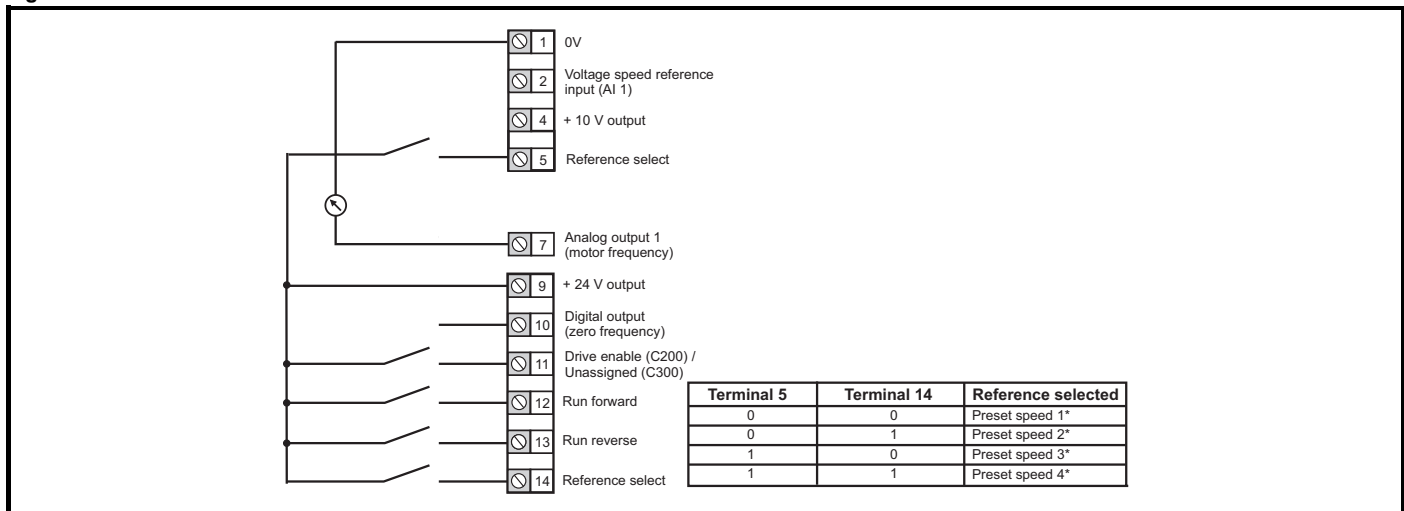 1 0V
2 Voltage speed reference
input (AI 1)
4 + 10 V output
5 Reference select
7 Analog output 1
(motor frequency)
9 + 24 V output
10 Digital output
(zero frequency)
11 Drive enable (C200) /
Unassigned (C300)
12 Run forward
13 Run reverse
14 Reference select
Terminal 5 Terminal 14 Reference selected
0 0 Preset speed 1*
0 1 Preset speed 2*
1 0 Preset speed 3*
1 1 Preset speed 4*